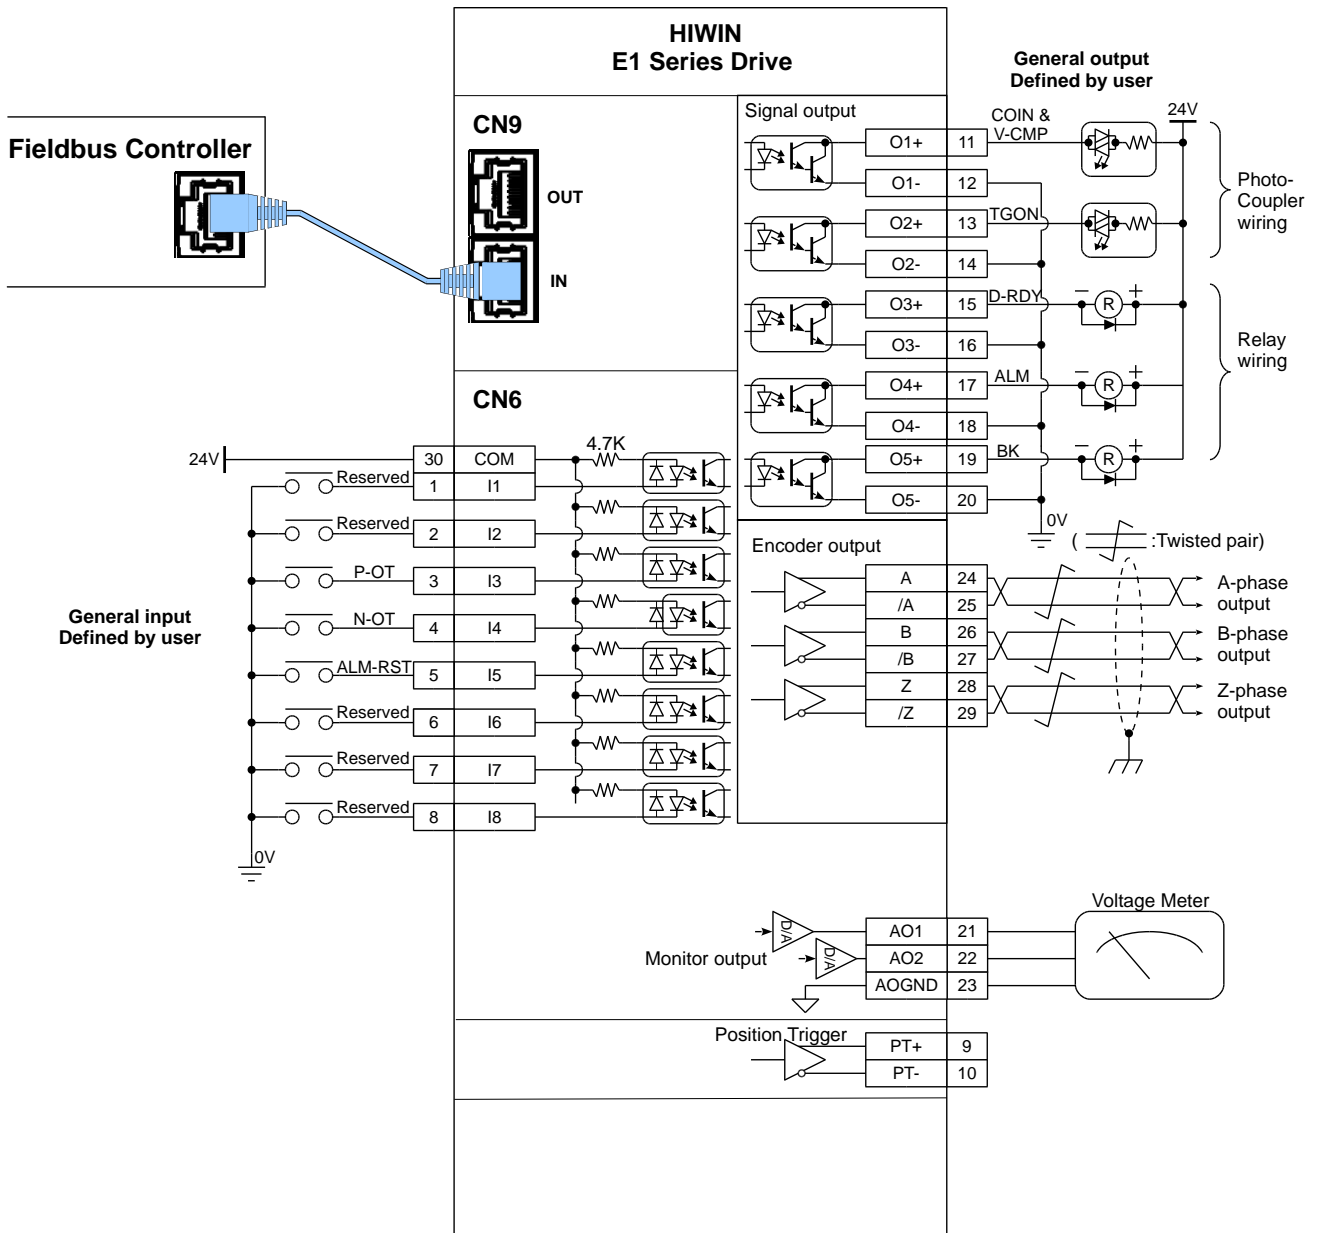 HIWIN
E1 Series Drive
General output
Defined by user
Fieldbus Controller
CN9
OUT
IN
Signal output
COIN &
V-CMP
24V
O1+ 11
O1- 12
TGON
O2+ 13
O2- 14
Photo-
Coupler
wiring
D-RDY
O3+ 15
O3- 16
ALM
O4+ 17
O4- 18
BK
O5+ 19
O5- 20
R
R
R
− +
− +
− +
Relay
wiring
0V
( :Twisted pair)
CN6
4.7K
24V
30 COM
Reserved 1 I1
Reserved 2 I2
P-OT 3 I3
N-OT 4 I4
ALM-RST 5 I5
Reserved 6 I6
Reserved 7 I7
Reserved 8 I8
0V
General input
Defined by user
Encoder output
A 24
/A 25
B 26
/B 27
Z 28
/Z 29
A-phase
output
B-phase
output
Z-phase
output
Monitor output
D/A
D/A
AO1 21
AO2 22
AOGND 23
Voltage Meter
Position Trigger
PT+ 9
PT- 10